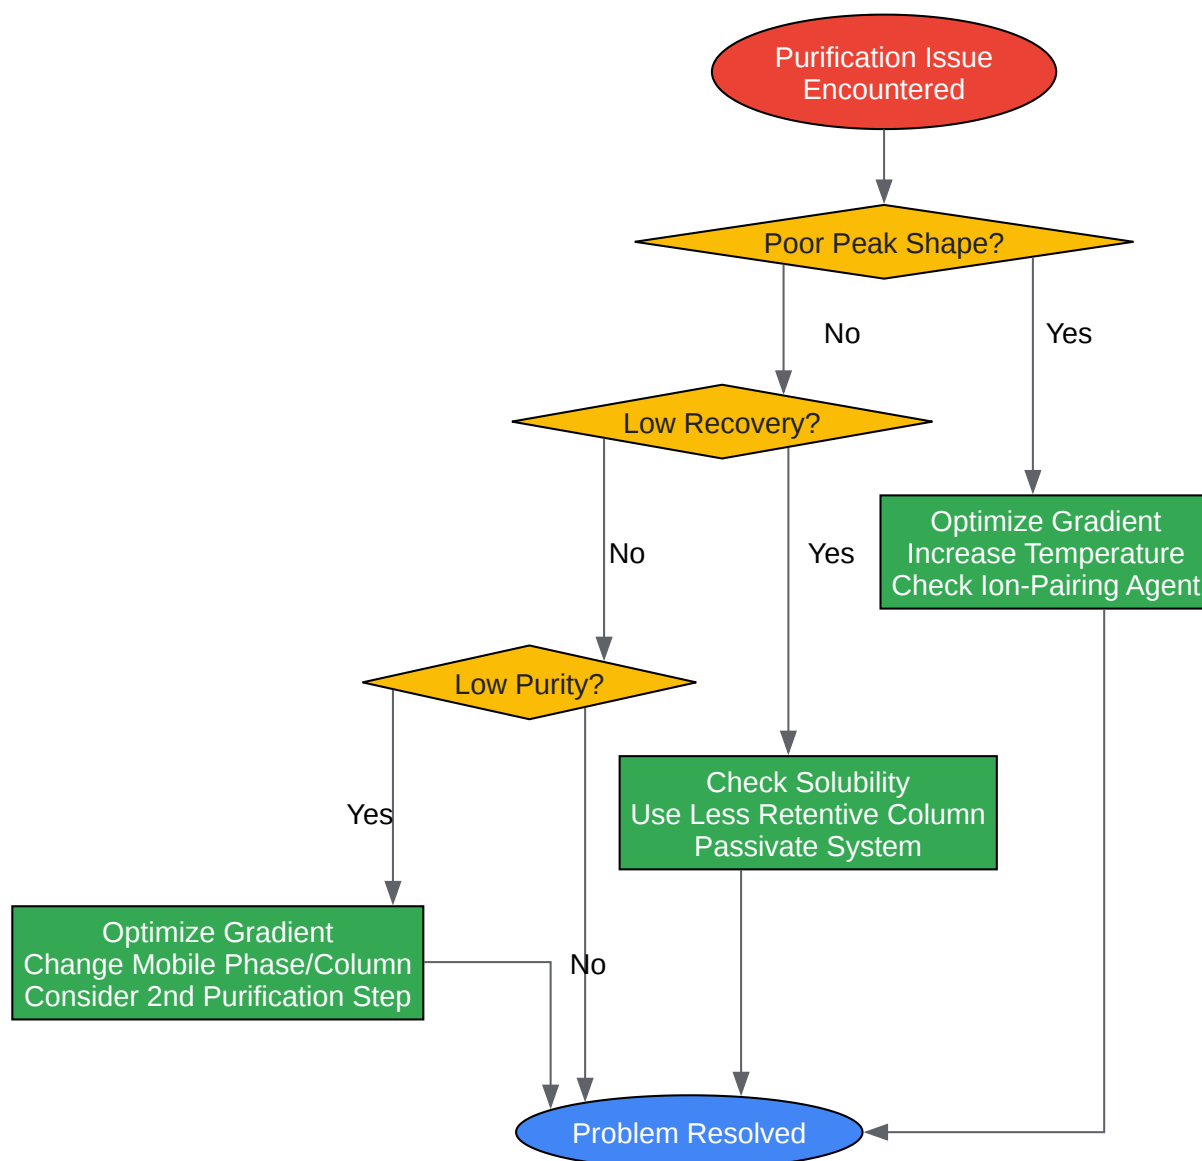 Purification Issue
Encountered
Poor Peak Shape?
No
Yes
Low Recovery?
Optimize Gradient
Increase Temperature
Check Ion-Pairing Agent
No
Yes
Low Purity?
Check Solubility
Use Less Retentive Column
Passivate System
Yes
Optimize Gradient
Change Mobile Phase/Column
Consider 2nd Purification Step
No
Problem Resolved